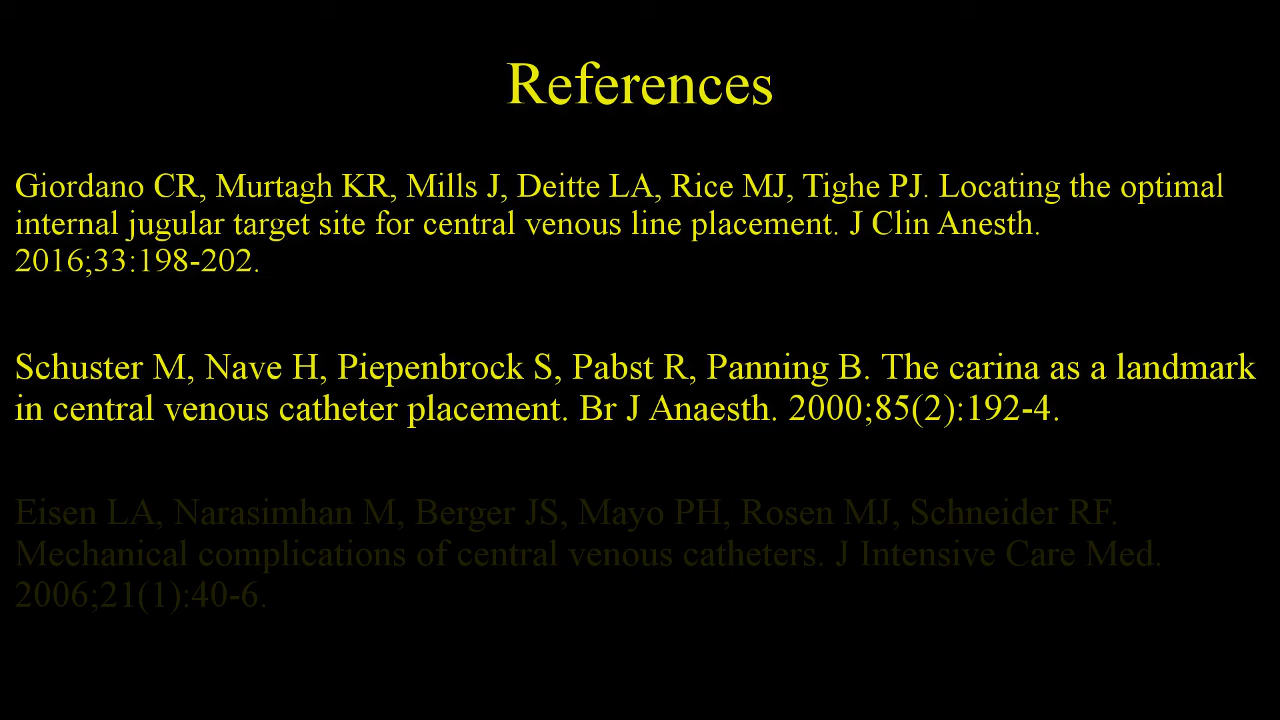 References
Giordano CR, Murtagh KR, Mills J, Deitte LA, Rice MJ, Tighe PJ. Locating the optimal
internal jugular target site for central venous line placement. J Clin Anesth.
2016;33:198-202.
Schuster M, Nave H, Piepenbrock S, Pabst R, Panning B. The carina as a landmark
in central venous catheter placement. Br J Anaesth. 2000;85(2):192-4.
Eisen LA, Narasimhan M, Berger JS, Mayo PH, Rosen MJ, Schneider RF.
Mechanical complications of central venous catheters. J Intensive Care Med.
2006;21(1):40-6.